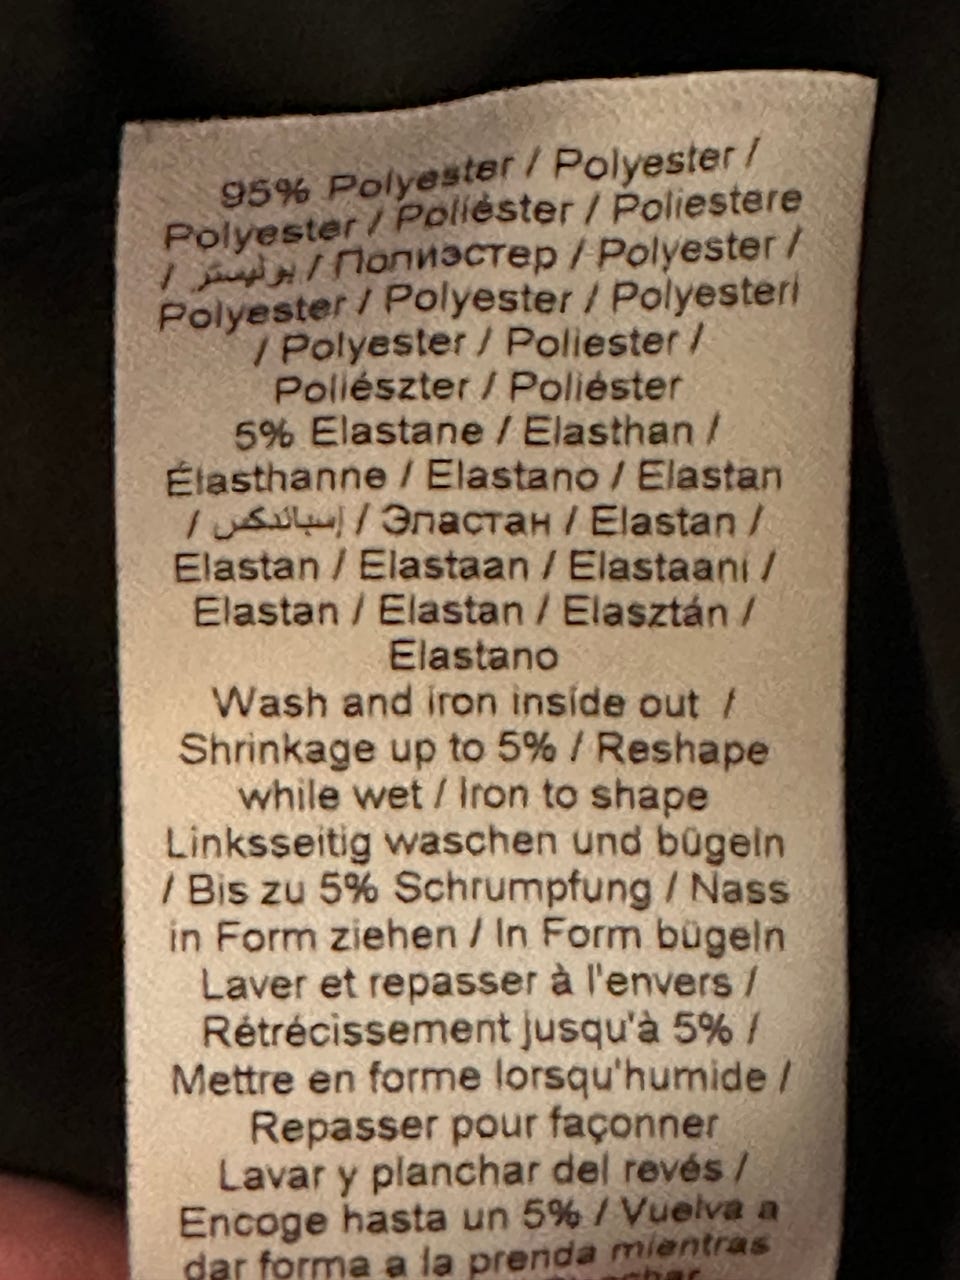 95% Polyester / Polyester /
Polyester / Poliéster / Poliestere
/ بوليستر / Полиэстер / Polyester /
Polyester / Polyester / Polyesteri
/ Polyester / Poliester /
Poliészter / Poliéster
5% Elastane / Elasthan /
Élasthanne / Elastano / Elastan
/ إسباندكس / Эластан / Elastan /
Elastan / Elastaan / Elastaani /
Elastan / Elastan / Elasztán /
Elastano
Wash and iron inside out /
Shrinkage up to 5% / Reshape
while wet / Iron to shape
Linksseitig waschen und bügeln
/ Bis zu 5% Schrumpfung / Nass
in Form ziehen / In Form bügeln
Laver et repasser à l'envers /
Rétrécissement jusqu'à 5% /
Mettre en forme lorsqu'humide /
Repasser pour façonner
Lavar y planchar del revés /
Encoge hasta un 5% / Vuelva a
dar forma a la prenda mientras